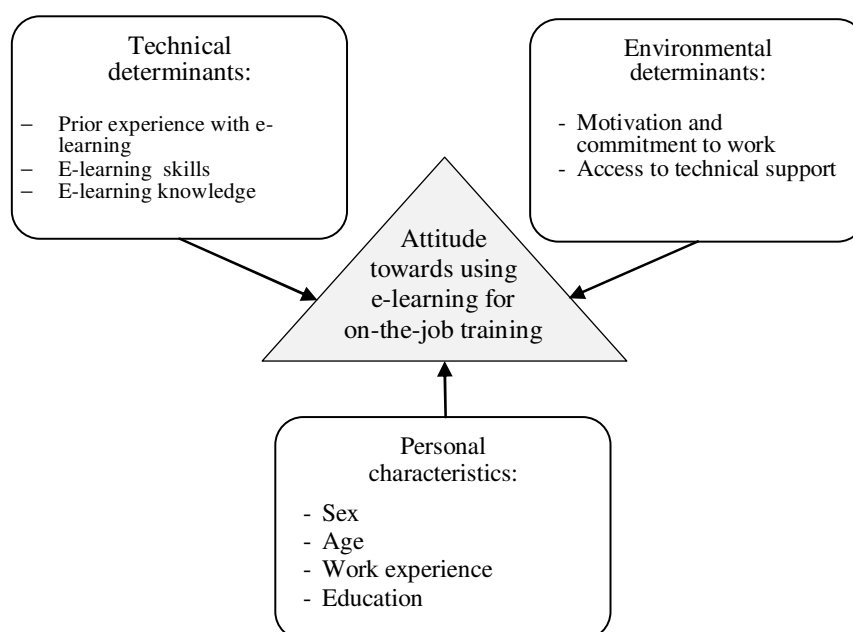 Technical
determinants:
– Prior experience with e-
learning
– E-learning skills
– E-learning knowledge
Environmental
determinants:
- Motivation and
commitment to work
- Access to technical support
Attitude
towards using
e-learning for
on-the-job training
Personal
characteristics:
- Sex
- Age
- Work experience
- Education